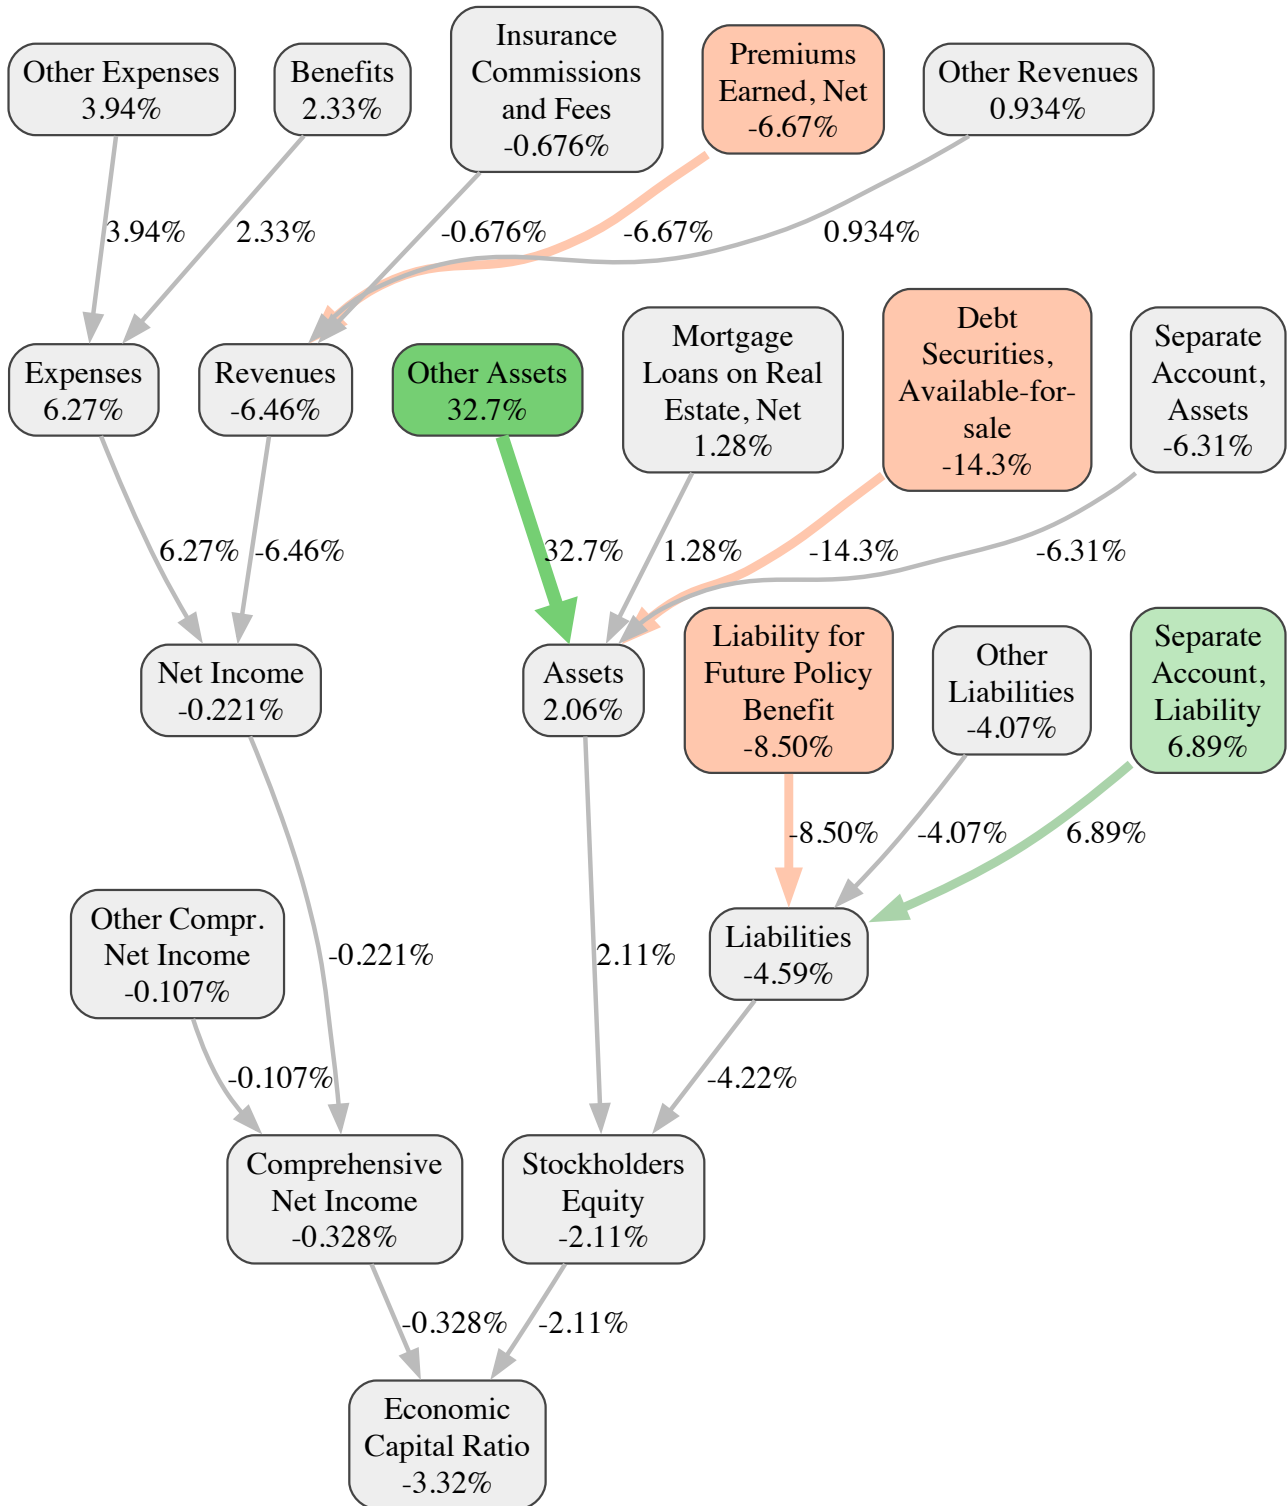 Other Expenses
3.94%
Benefits
2.33%
Insurance
Commissions
and Fees
-0.676%
Premiums
Earned, Net
-6.67%
Other Revenues
0.934%
3.94%
2.33%
-0.676%
-6.67%
0.934%
Expenses
6.27%
Revenues
-6.46%
Other Assets
32.7%
Mortgage
Loans on Real
Estate, Net
1.28%
Debt
Securities,
Available-for-
sale
-14.3%
Separate
Account,
Assets
-6.31%
6.27%
-6.46%
32.7%
1.28%
-14.3%
-6.31%
Net Income
-0.221%
Assets
2.06%
Liability for
Future Policy
Benefit
-8.50%
Other
Liabilities
-4.07%
Separate
Account,
Liability
6.89%
-8.50%
-4.07%
6.89%
Other Compr.
Net Income
-0.107%
-0.221%
2.11%
Liabilities
-4.59%
-0.107%
-4.22%
Comprehensive
Net Income
-0.328%
Stockholders
Equity
-2.11%
-0.328%
-2.11%
Economic
Capital Ratio
-3.32%